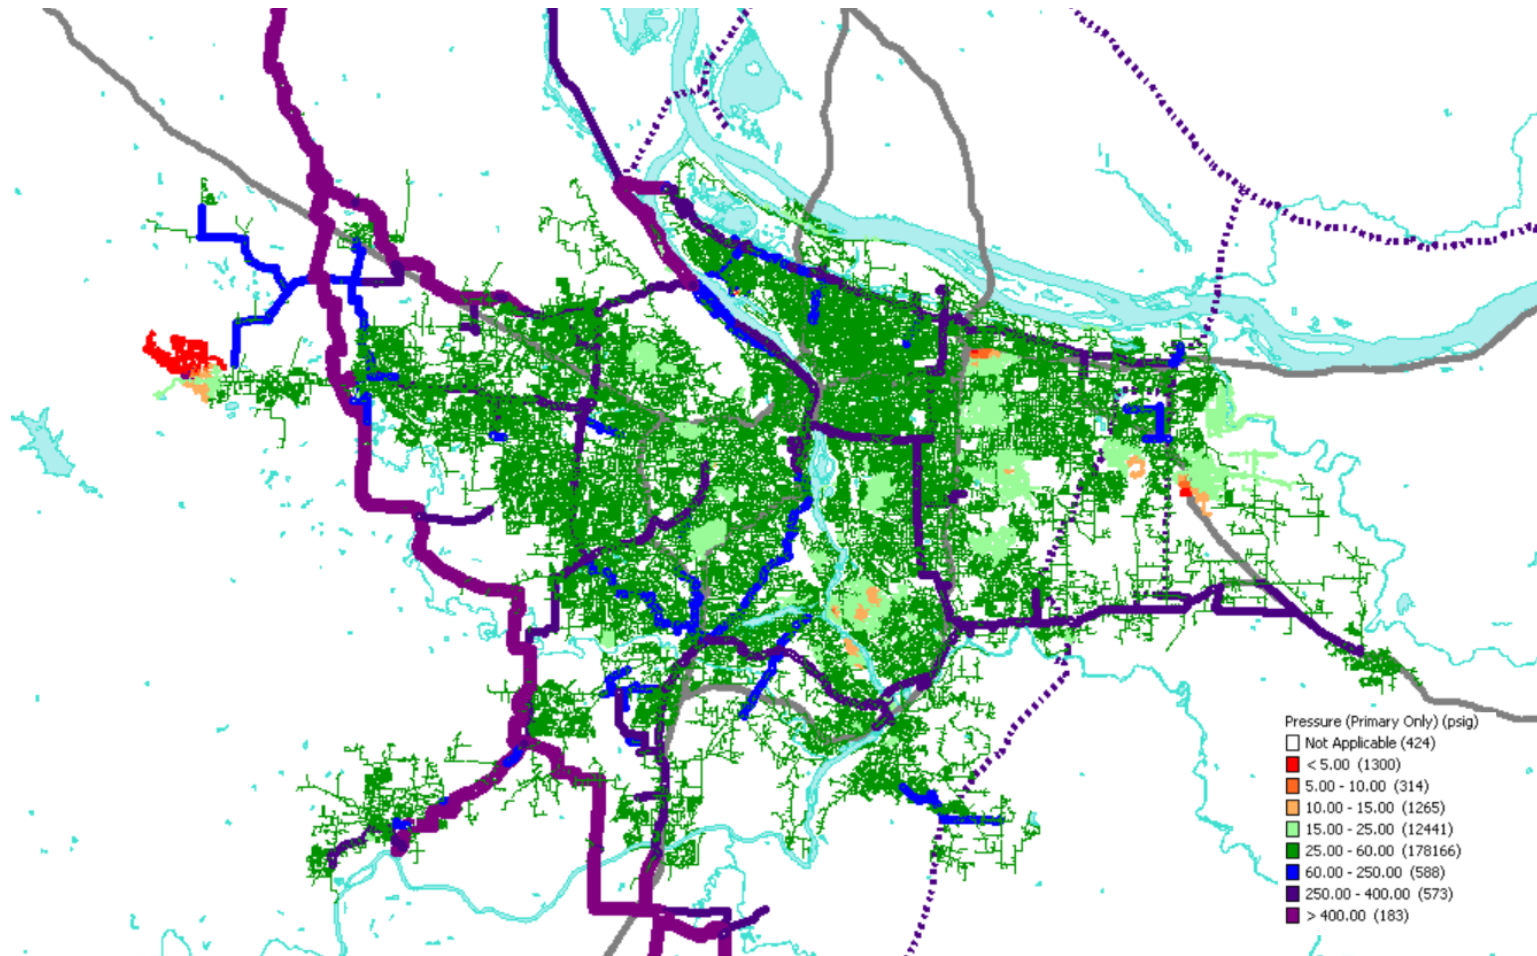 Pressure (Primary Only) (psig)
Not Applicable (424)
< 5.00 (1300)
5.00 - 10.00 (314)
10.00 - 15.00 (1265)
15.00 - 25.00 (12441)
25.00 - 60.00 (178166)
60.00 - 250.00 (588)
250.00 - 400.00 (573)
> 400.00 (183)